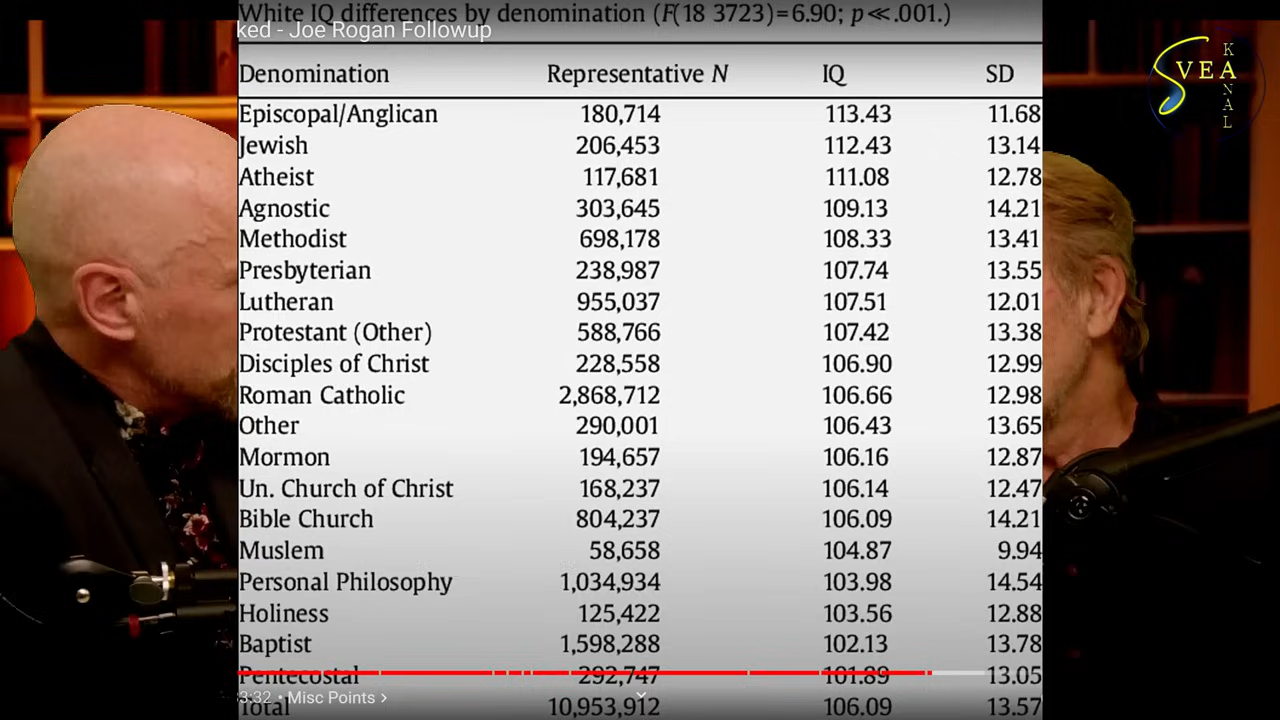 White IQ differences by denomination (F(18 3723)=6.90; p≪.001.)
ked - Joe Rogan Followup
Denomination Representative N IQ SD
Episcopal/Anglican 180,714 113.43 11.68
Jewish 206,453 112.43 13.14
Atheist 117,681 111.08 12.78
Agnostic 303,645 109.13 14.21
Methodist 698,178 108.33 13.41
Presbyterian 238,987 107.74 13.55
Lutheran 955,037 107.51 12.01
Protestant (Other) 588,766 107.42 13.38
Disciples of Christ 228,558 106.90 12.99
Roman Catholic 2,868,712 106.66 12.98
Other 290,001 106.43 13.65
Mormon 194,657 106.16 12.87
Un. Church of Christ 168,237 106.14 12.47
Bible Church 804,237 106.09 14.21
Muslem 58,658 104.87 9.94
Personal Philosophy 1,034,934 103.98 14.54
Holiness 125,422 103.56 12.88
Baptist 1,598,288 102.13 13.78
Pentecostal 292,747 101.89 13.05
3:32 • Misc Points >
Total 10,953,912 106.09 13.57
SVEA
KANAL